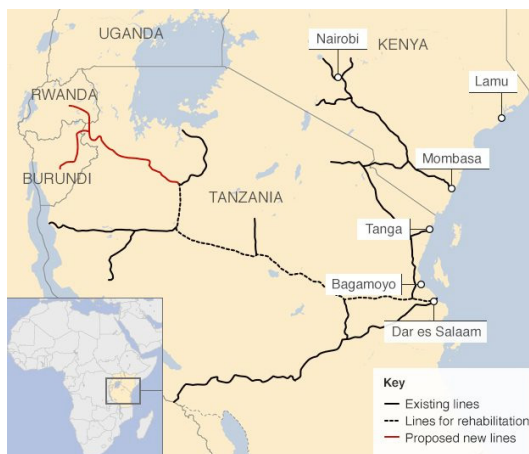 UGANDA
KENYA
Nairobi
Lamu
RWANDA
Mombasa
BURUNDI
TANZANIA
Tanga
Bagamoyo
Dar es Salaam
Key
Existing lines
Lines for rehabilitation
Proposed new lines